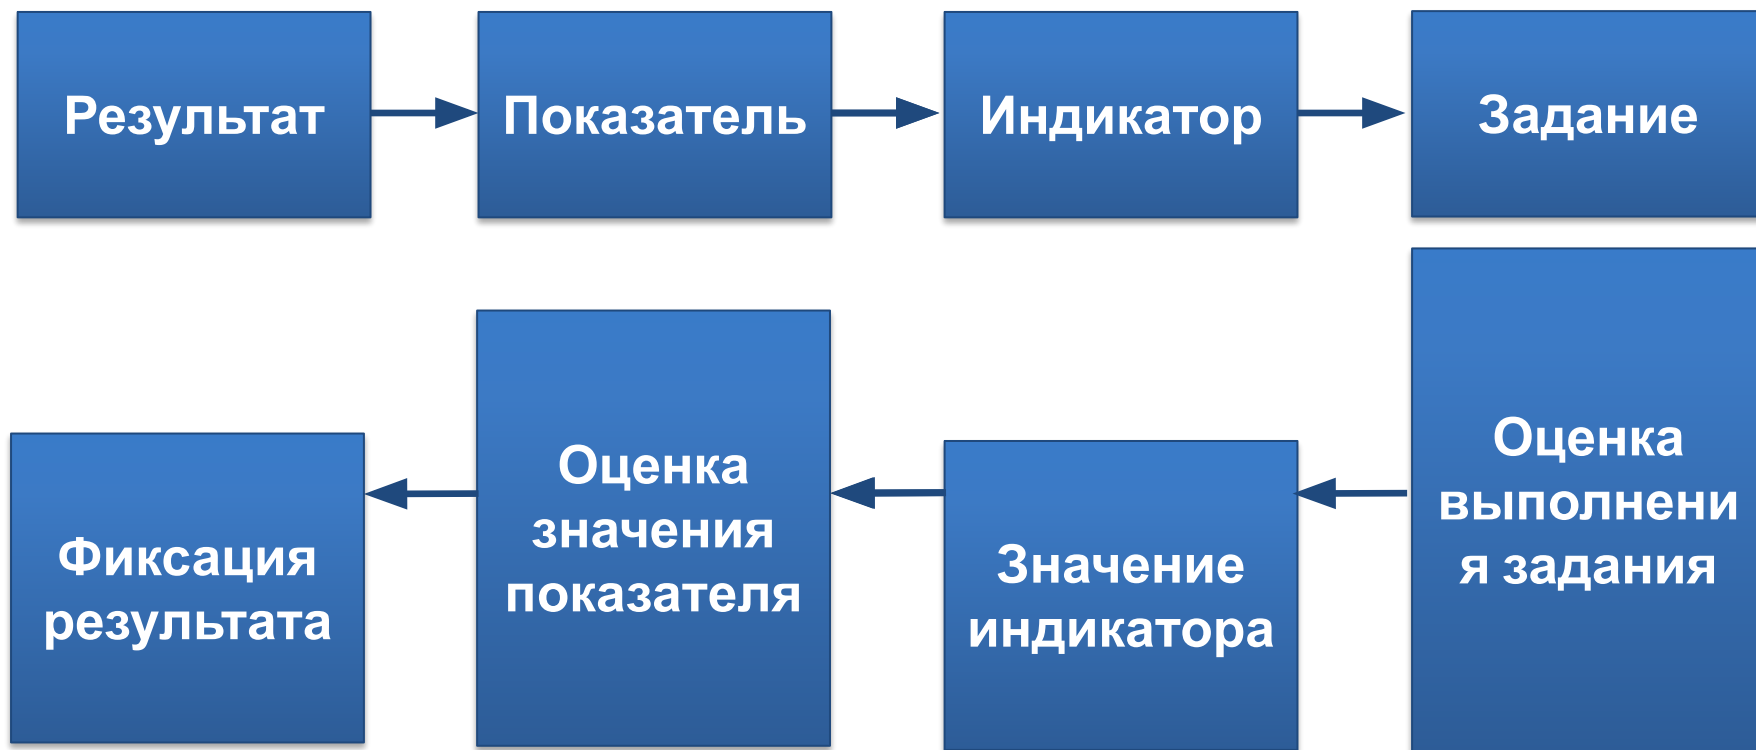 Результат
Показатель
Индикатор
Задание
Оценка
выполнени
я задания
Значение
индикатора
Оценка
значения
показателя
Фиксация
результата